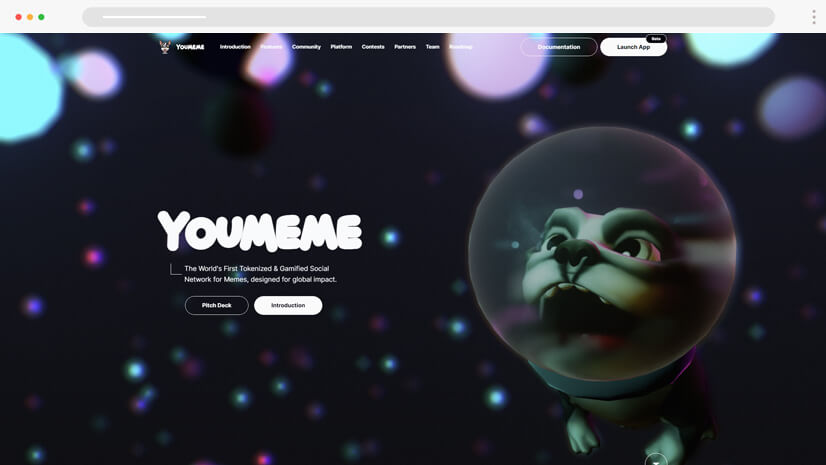 YOUMEME
Introduction
Features
Community
Platform
Contests
Partners
Team
Roadmap
Documentation
Launch App
Beta
YOUMEME
The World's First Tokenized & Gamified Social
Network for Memes, designed for global impact.
Pitch Deck
Introduction